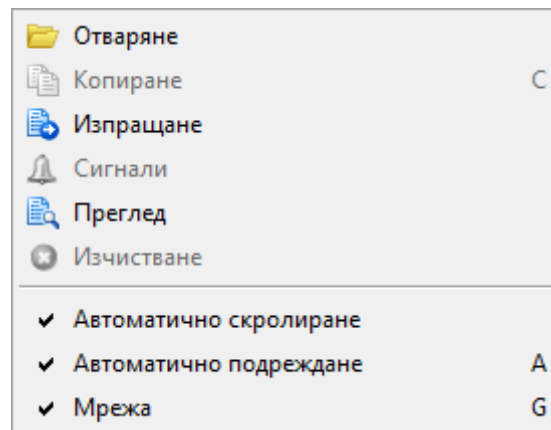 Отваряне
Копиране C
Изпращане
Сигнали
Преглед
Изчистване
Автоматично скролиране
Автоматично подреждане A
Мрежа G